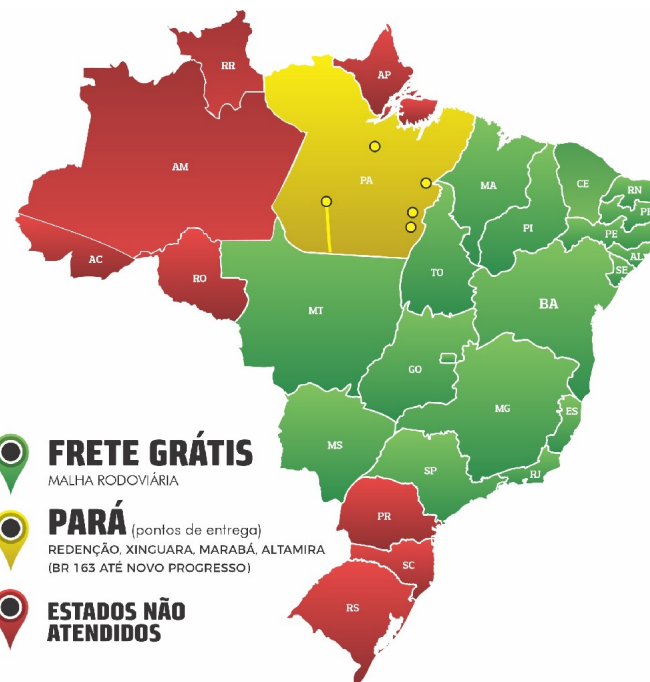 RR
AP
AM
PA
MA
CE
RN
PI
PE
AL
SE
AC
RO
TO
MT
BA
GO
MG
ES
MS
SP
RJ
PR
SC
RS
FRETE GRÁTIS
MALHA RODOVIÁRIA
PARÁ (pontos de entrega)
REDENÇÃO, XINGUARA, MARABÁ, ALTAMIRA
(BR 163 ATÉ NOVO PROGRESSO)
ESTADOS NÃO
ATENDIDOS